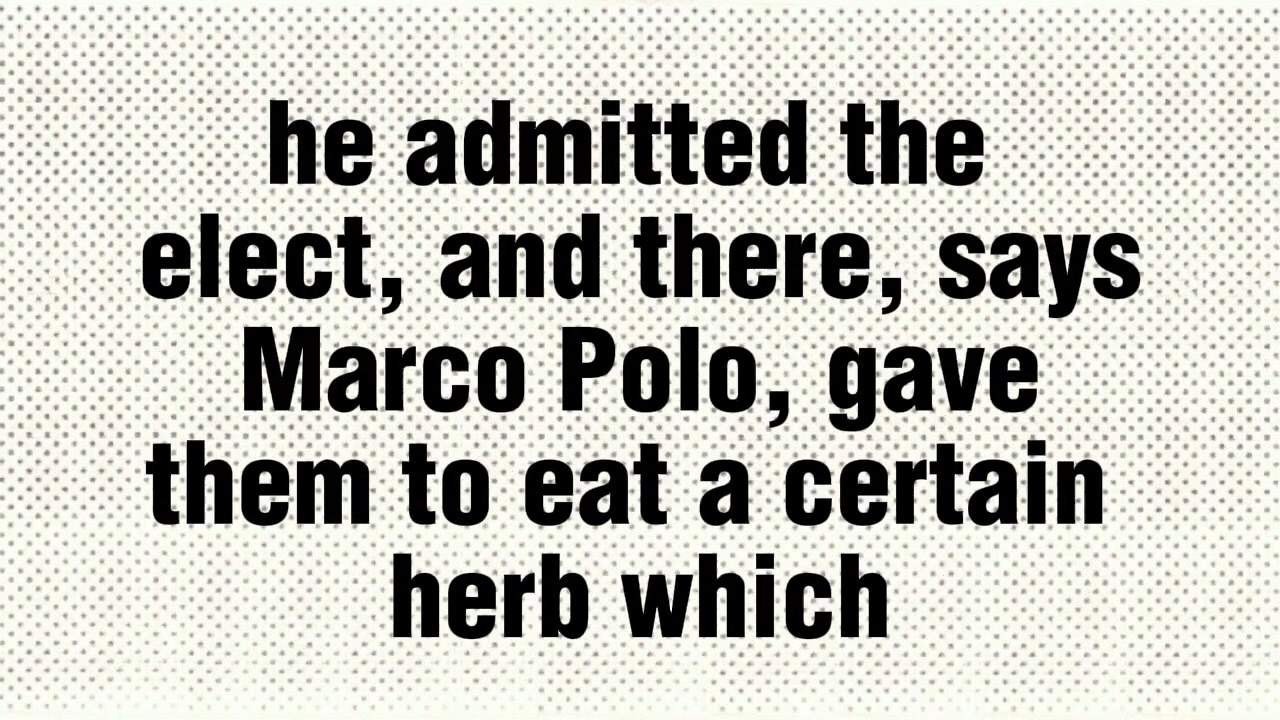 he admitted the
elect, and there, says
Marco Polo, gave
them to eat a certain
herb which